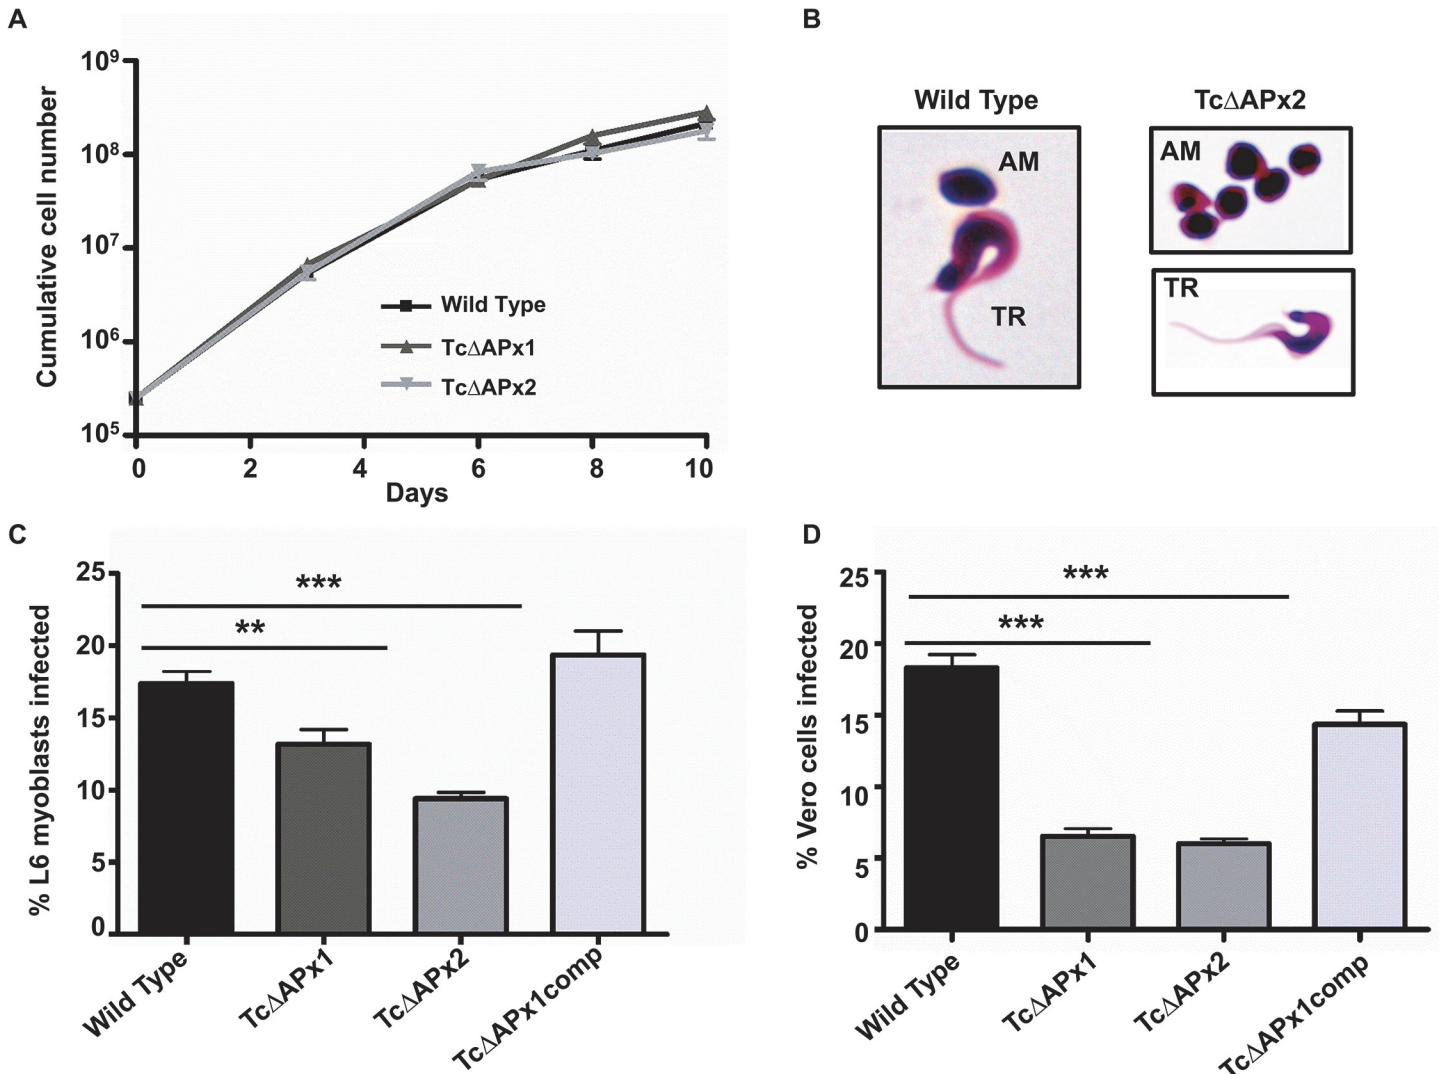 A
Cumulative cell number
10⁹
10⁸
10⁷
10⁶
10⁵
0 2 4 6 8 10
Days
Wild Type
TcΔAPx1
TcΔAPx2
B
Wild Type
AM
TR
TcΔAPx2
AM
TR
C
% L6 myoblasts infected
25
20
15
10
5
0
***
**
Wild Type
TcΔAPx1
TcΔAPx2
TcΔAPx1comp
D
% Vero cells infected
25
20
15
10
5
0
***
***
Wild Type
TcΔAPx1
TcΔAPx2
TcΔAPx1comp